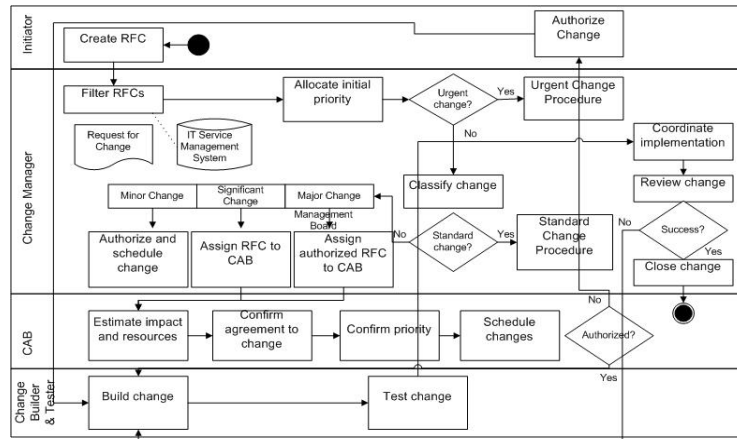 Initiator
Create RFC
Authorize
Change
Change Manager
Filter RFCs
Allocate initial
priority
Urgent
change?
Yes
Urgent Change
Procedure
No
Request for
Change
IT Service
Management
System
Coordinate
implementation
Classify change
Review change
Minor Change
Significant
Change
Major Change
Management
Board
Authorize and
schedule
change
Assign RFC to
CAB
Assign
authorized RFC
to CAB
No
Standard
change?
Yes
Standard
Change
Procedure
No
Success?
Yes
Close change
CAB
Estimate impact
and resources
Confirm
agreement to
change
Confirm priority
Schedule
changes
No
Authorized?
Yes
Change
Builder
& Tester
Build change
Test change